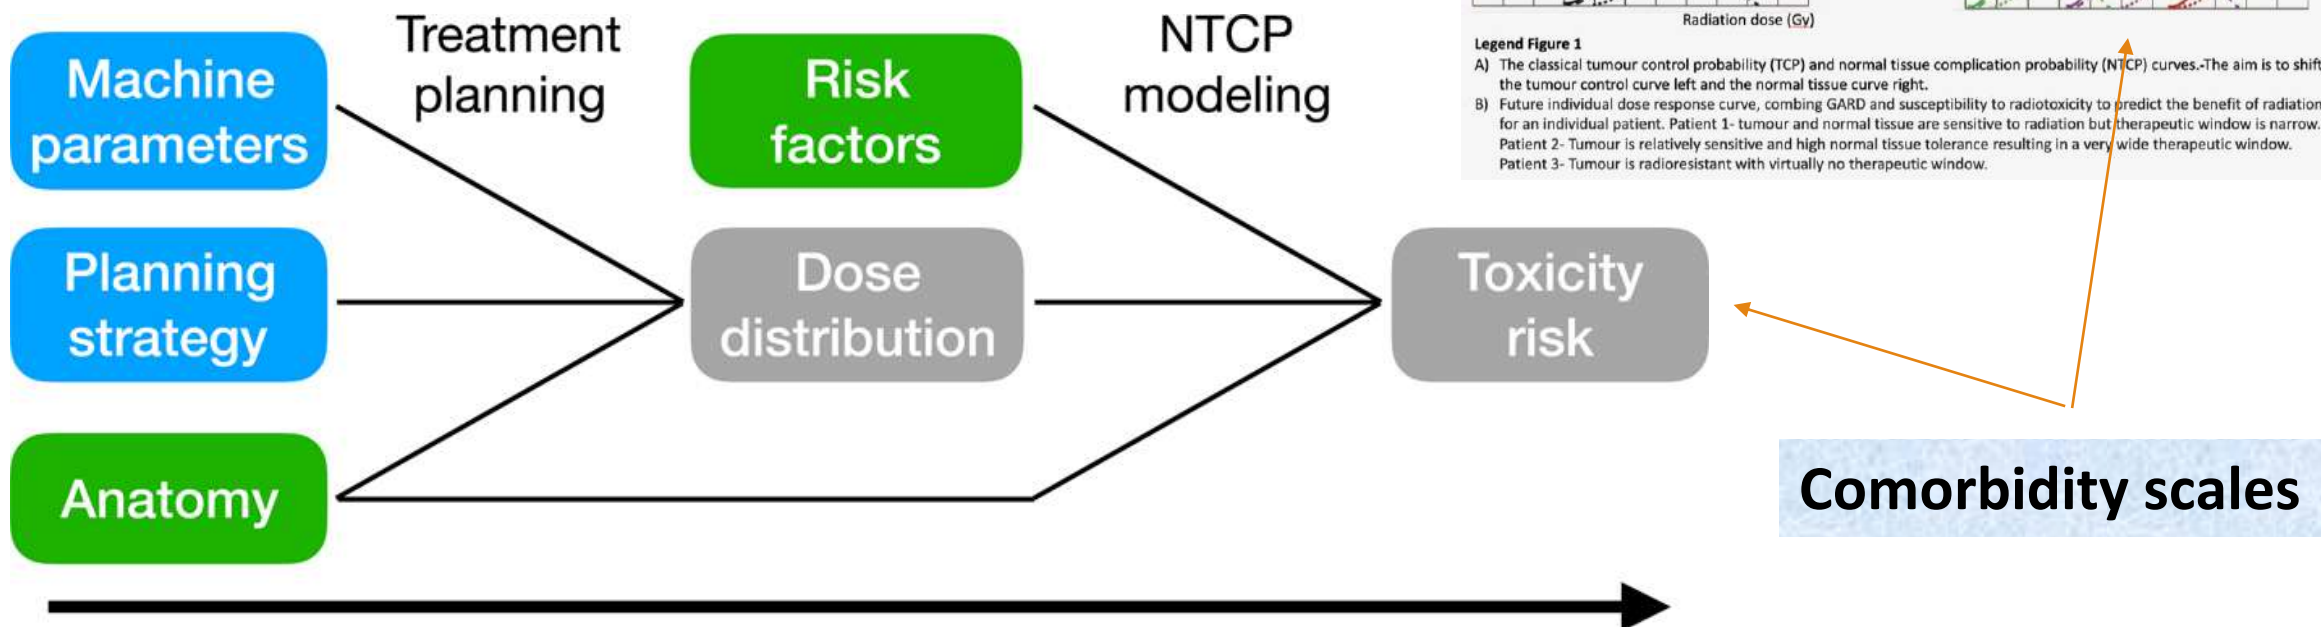 Machine
parameters
Treatment
planning
Risk
factors
NTCP
modeling
Planning
strategy
Dose
distribution
Toxicity
risk
Anatomy
Radiation dose (Gy)
Legend Figure 1
A) The classical tumour control probability (TCP) and normal tissue complication probability (NTCP) curves.-The aim is to shift
the tumour control curve left and the normal tissue curve right.
B) Future individual dose response curve, combing GARD and susceptibility to radiotoxicity to predict the benefit of radiation
for an individual patient. Patient 1- tumour and normal tissue are sensitive to radiation but therapeutic window is narrow.
Patient 2- Tumour is relatively sensitive and high normal tissue tolerance resulting in a very wide therapeutic window.
Patient 3- Tumour is radioresistant with virtually no therapeutic window.
Comorbidity scales